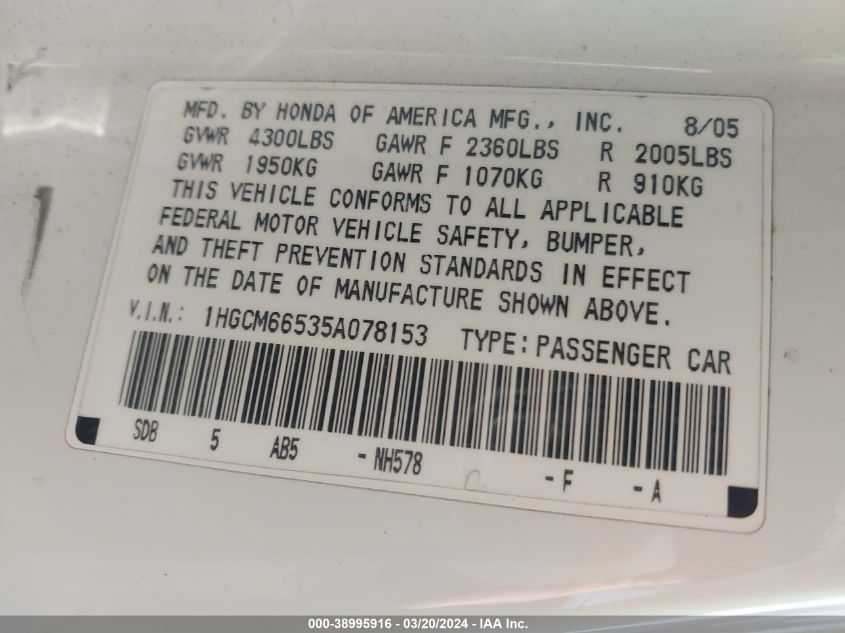 MFD. BY HONDA OF AMERICA MFG., INC. 8/05
GVWR 4300LBS GAWR F 2360LBS R 2005LBS
GVWR 1950KG GAWR F 1070KG R 910KG
THIS VEHICLE CONFORMS TO ALL APPLICABLE
FEDERAL MOTOR VEHICLE SAFETY, BUMPER,
AND THEFT PREVENTION STANDARDS IN EFFECT
ON THE DATE OF MANUFACTURE SHOWN ABOVE.
V.I.N.: 1HGCM66535A078153 TYPE:PASSENGER CAR
SDB 5 AB5 -NH578 -F -A
000-38995916 - 03/20/2024 - IAA Inc.